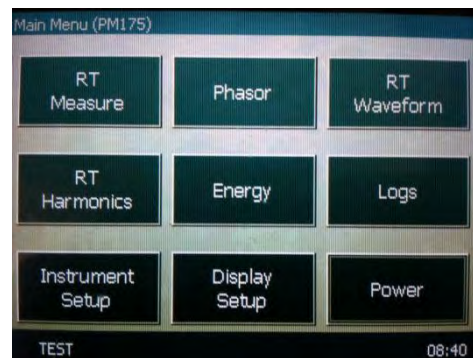 Main Menu (PM175)
RT
Measure
Phasor
RT
Waveform
RT
Harmonics
Energy
Logs
Instrument
Setup
Display
Setup
Power
TEST
08:40